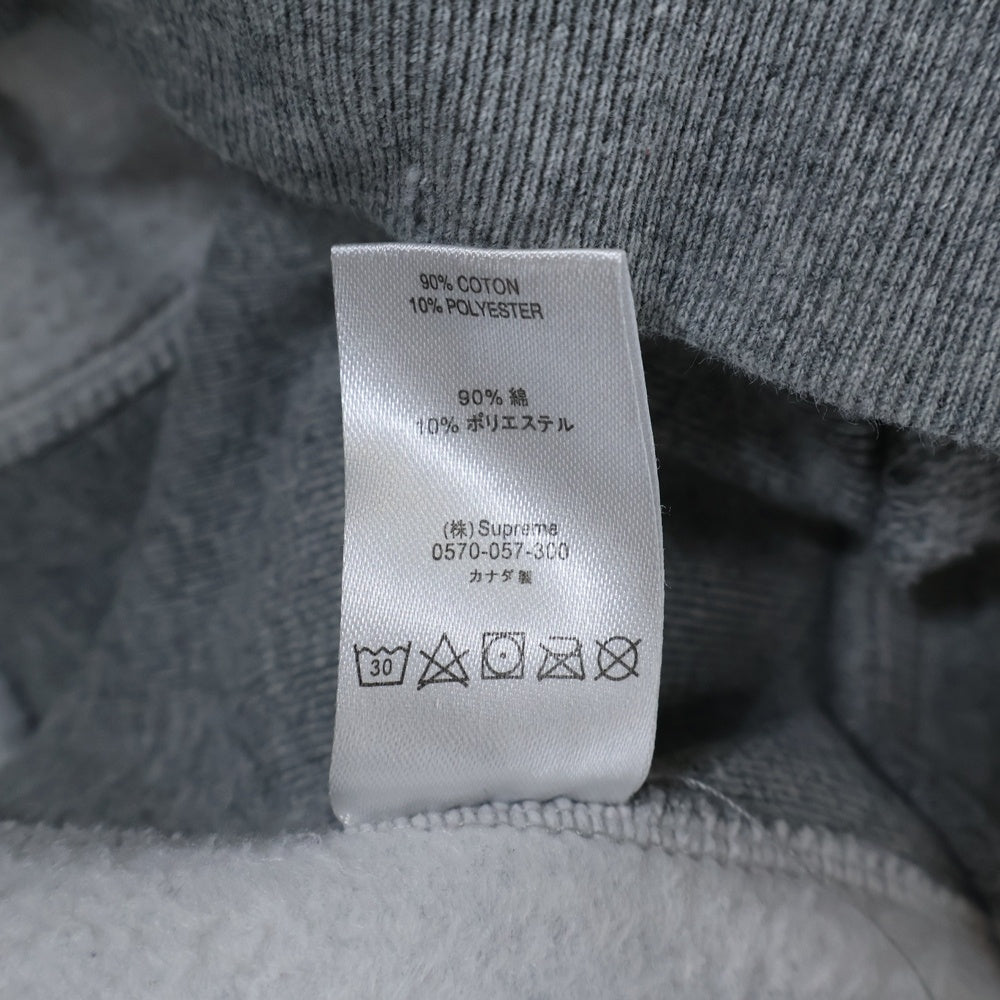 90% COTON
10% POLYESTER
90% 綿
10% ポリエステル
(株)Supreme
0570-057-300
カナダ製
30